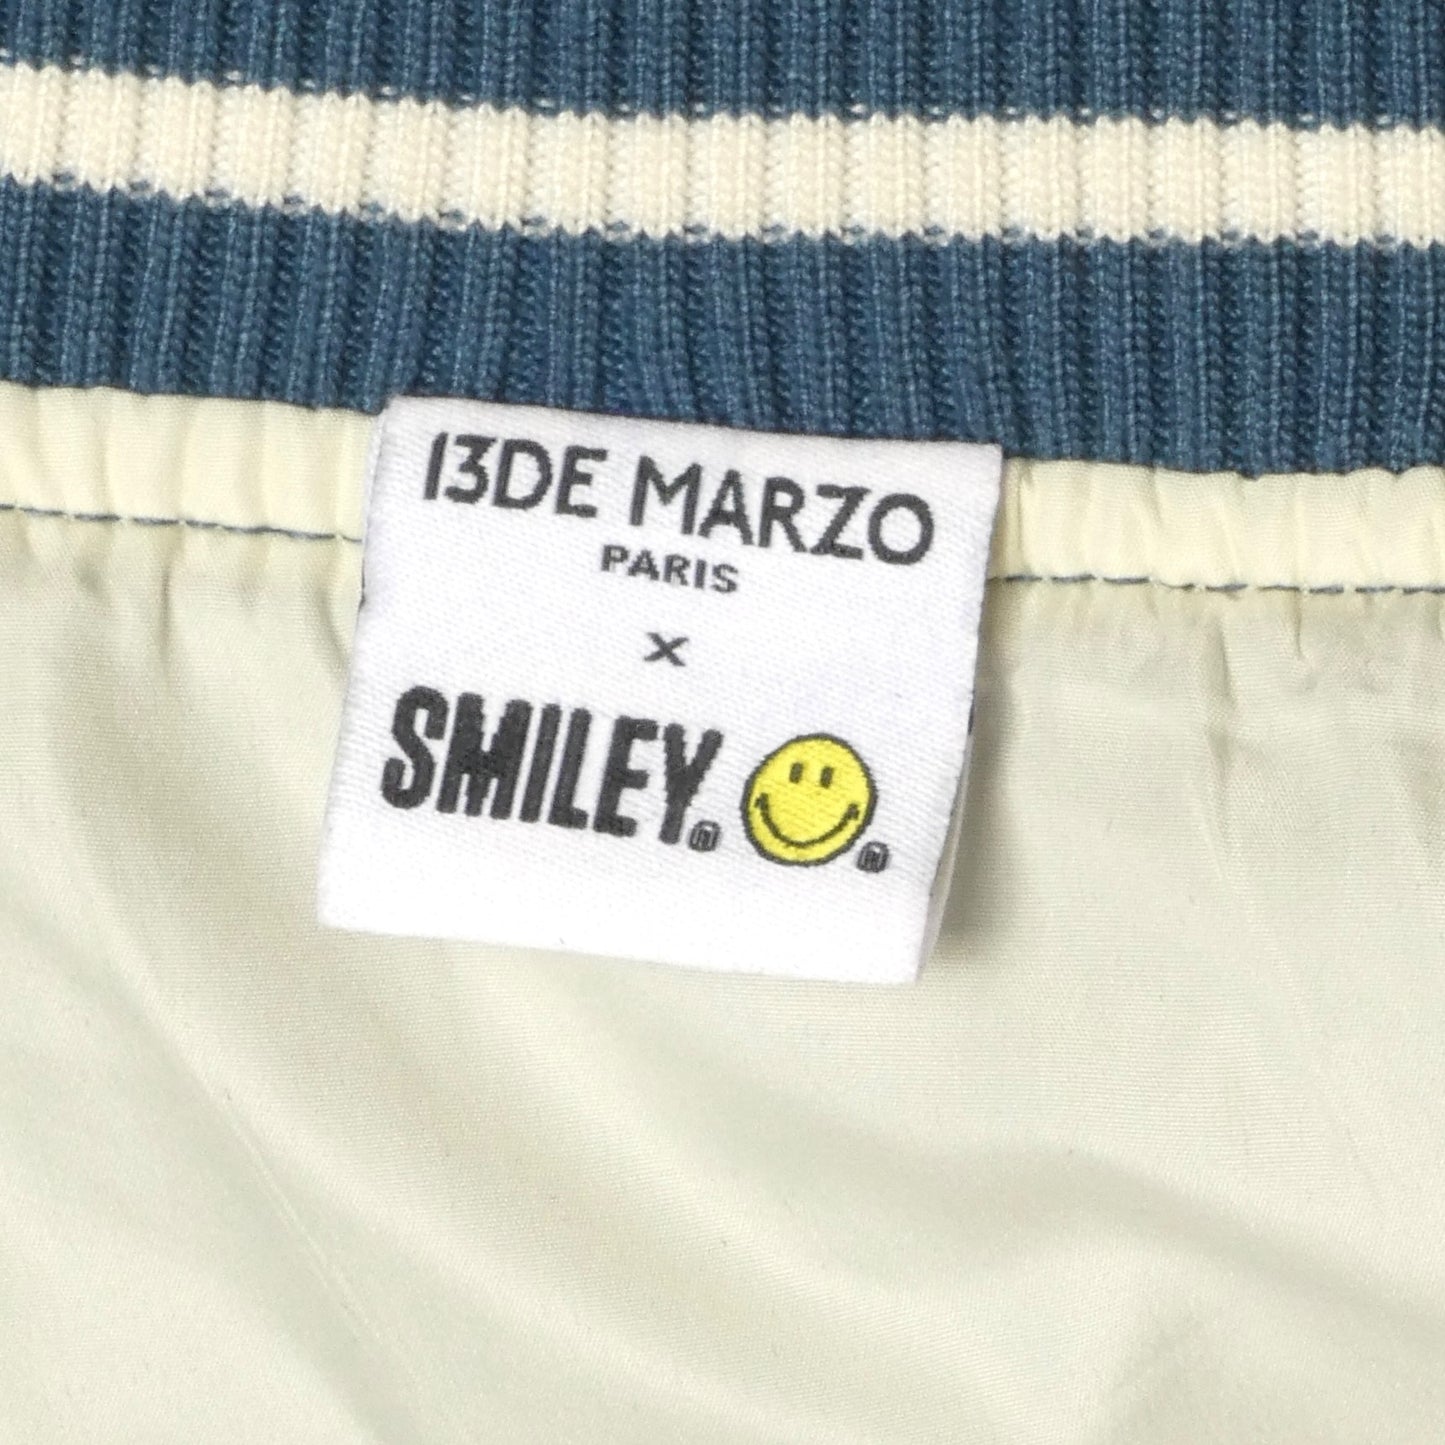 13DE MARZO
PARIS
X
SMILEY® ®